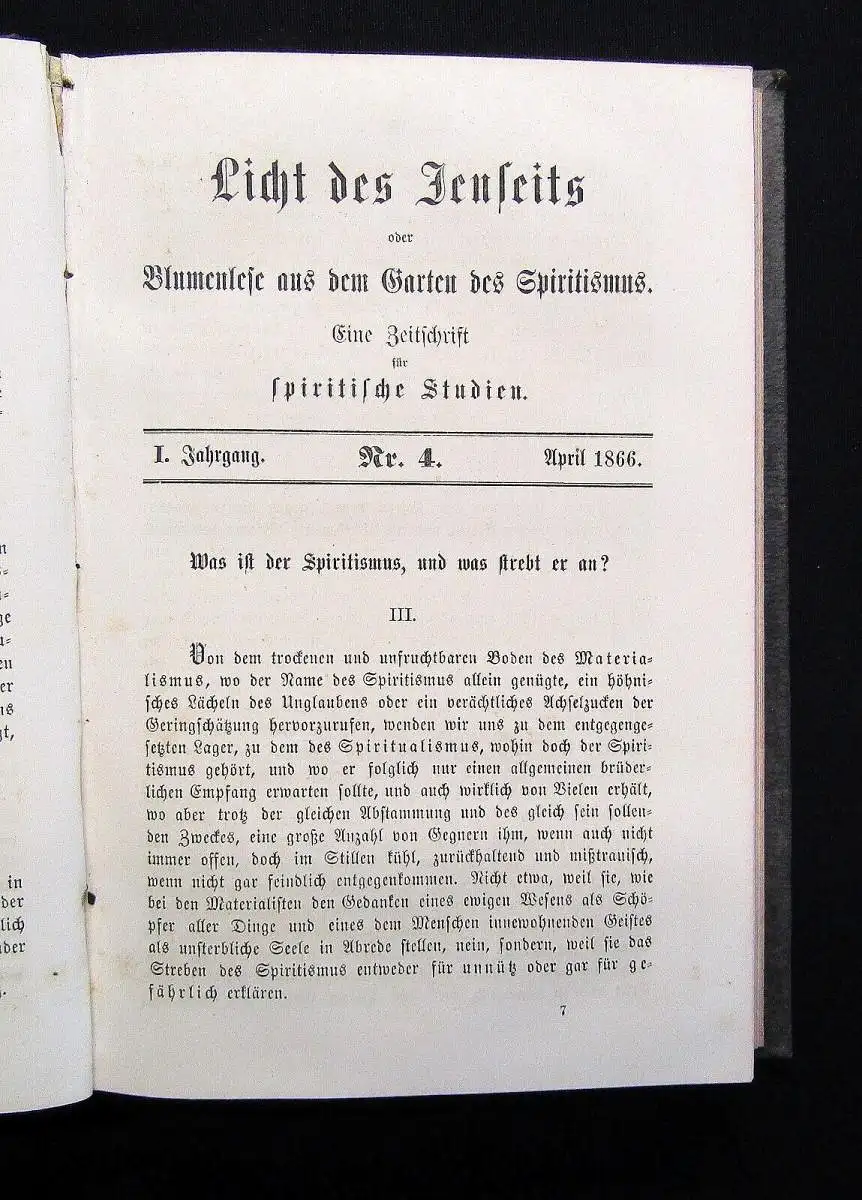 Licht des Jenseits
oder
Blumenlese aus dem Garten des Spiritismus.
Eine Zeitschrift
für
spiritische Studien.
I. Jahrgang. Nr. 4. April 1866.
Was ist der Spiritismus, und was strebt er an?
III.
Von dem trockenen und unfruchtbaren Boden des Materia-
lismus, wo der Name des Spiritismus allein genügte, ein höhni-
sches Lächeln des Unglaubens oder ein verächtliches Achselzucken der
Geringschätzung hervorzurufen, wenden wir uns zu dem entgegenge-
setzten Lager, zu dem des Spiritualismus, wohin doch der Spiri-
tismus gehört, und wo er folglich nur einen allgemeinen brüder-
lichen Empfang erwarten sollte, und auch wirklich von Vielen erhält,
wo aber trotz der gleichen Abstammung und des gleich sein sollen-
den Zweckes, eine große Anzahl von Gegnern ihm, wenn auch nicht
immer offen, doch im Stillen kühl, zurückhaltend und mißtrauisch,
wenn nicht gar feindlich entgegenkommen. Nicht etwa, weil sie, wie
bei den Materialisten den Gedanken eines ewigen Wesens als Schö-
pfer aller Dinge und eines dem Menschen innewohnenden Geistes
als unsterbliche Seele in Abrede stellen, nein, sondern, weil sie das
Streben des Spiritismus entweder für unnütz oder gar für ge-
fährlich erklären.
7